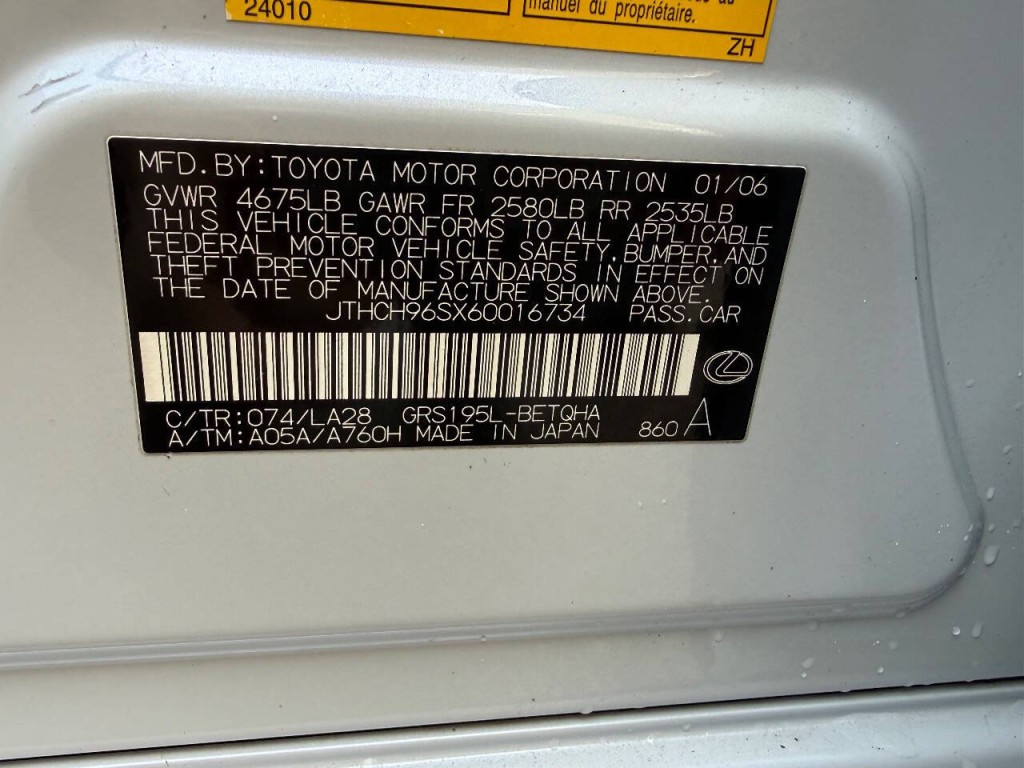 24010
manuel du propriétaire.
ZH
MFD.BY:TOYOTA MOTOR CORPORATION 01/06
GVWR 4675LB GAWR FR 2580LB RR 2535LB
THIS VEHICLE CONFORMS TO ALL APPLICABLE
FEDERAL MOTOR VEHICLE SAFETY,BUMPER,AND
THEFT PREVENTION STANDARDS IN EFFECT ON
THE DATE OF MANUFACTURE SHOWN ABOVE.
JTHCH96SX60016734 PASS.CAR
C/TR:074/LA28 GRS195L-BETQHA
A/TM:A05A/A760H MADE IN JAPAN 860 A